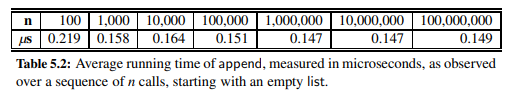 n 100 1,000 10,000 100,000 1,000,000 10,000,000 100,000,000
μs 0.219 0.158 0.164 0.151 0.147 0.147 0.149
Table 5.2: Average running time of append, measured in microseconds, as observed
over a sequence of n calls, starting with an empty list.